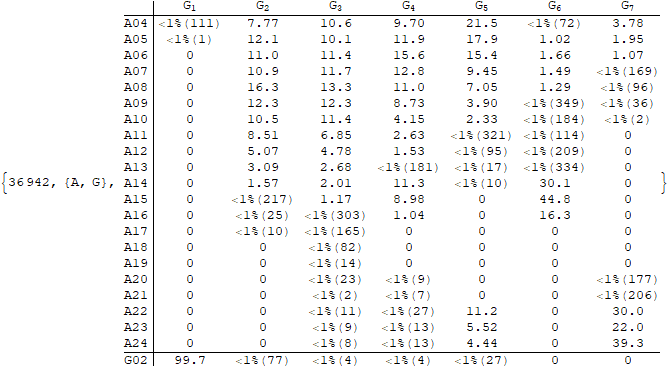 G1 G2 G3 G4 G5 G6 G7
A04 <1%(111) 7.77 10.6 9.70 21.5 <1%(72) 3.78
A05 <1%(1) 12.1 10.1 11.9 17.9 1.02 1.95
A06 0 11.0 11.4 15.6 15.4 1.66 1.07
A07 0 10.9 11.7 12.8 9.45 1.49 <1%(169)
A08 0 16.3 13.3 11.0 7.05 1.29 <1%(96)
A09 0 12.3 12.3 8.73 3.90 <1%(349) <1%(36)
A10 0 10.5 11.4 4.15 2.33 <1%(184) <1%(2)
A11 0 8.51 6.85 2.63 <1%(321) <1%(114) 0
A12 0 5.07 4.78 1.53 <1%(95) <1%(209) 0
A13 0 3.09 2.68 <1%(181) <1%(17) <1%(334) 0
{36942, {A, G}, A14 0 1.57 2.01 11.3 <1%(10) 30.1 0 }
A15 0 <1%(217) 1.17 8.98 0 44.8 0
A16 0 <1%(25) <1%(303) 1.04 0 16.3 0
A17 0 <1%(10) <1%(165) 0 0 0 0
A18 0 0 <1%(82) 0 0 0 0
A19 0 0 <1%(14) 0 0 0 0
A20 0 0 <1%(23) <1%(9) 0 0 <1%(177)
A21 0 0 <1%(2) <1%(7) 0 0 <1%(206)
A22 0 0 <1%(11) <1%(27) 11.2 0 30.0
A23 0 0 <1%(9) <1%(13) 5.52 0 22.0
A24 0 0 <1%(8) <1%(13) 4.44 0 39.3
G02 99.7 <1%(77) <1%(4) <1%(4) <1%(27) 0 0